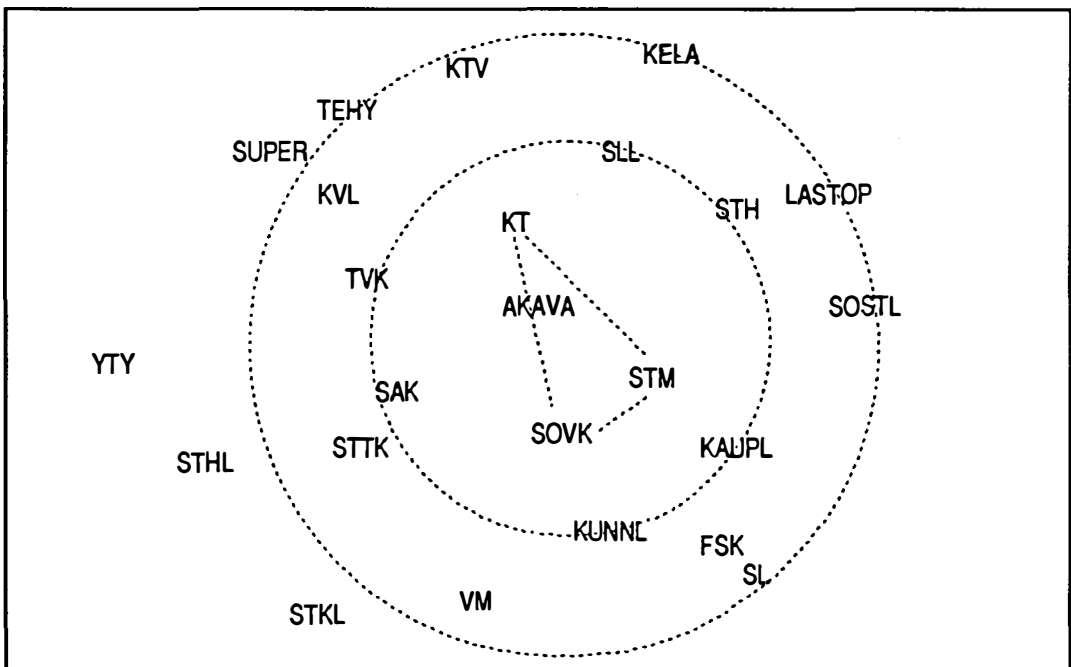 KELA
KTV
TEHY
SUPER
SLL
KVL
LASTOP
STH
KT
TVK
AKAVA
SOSTL
YTY
STM
SAK
SOVK
STTK
KAUPL
STHL
KUNNL
FSK
SL
VM
STKL